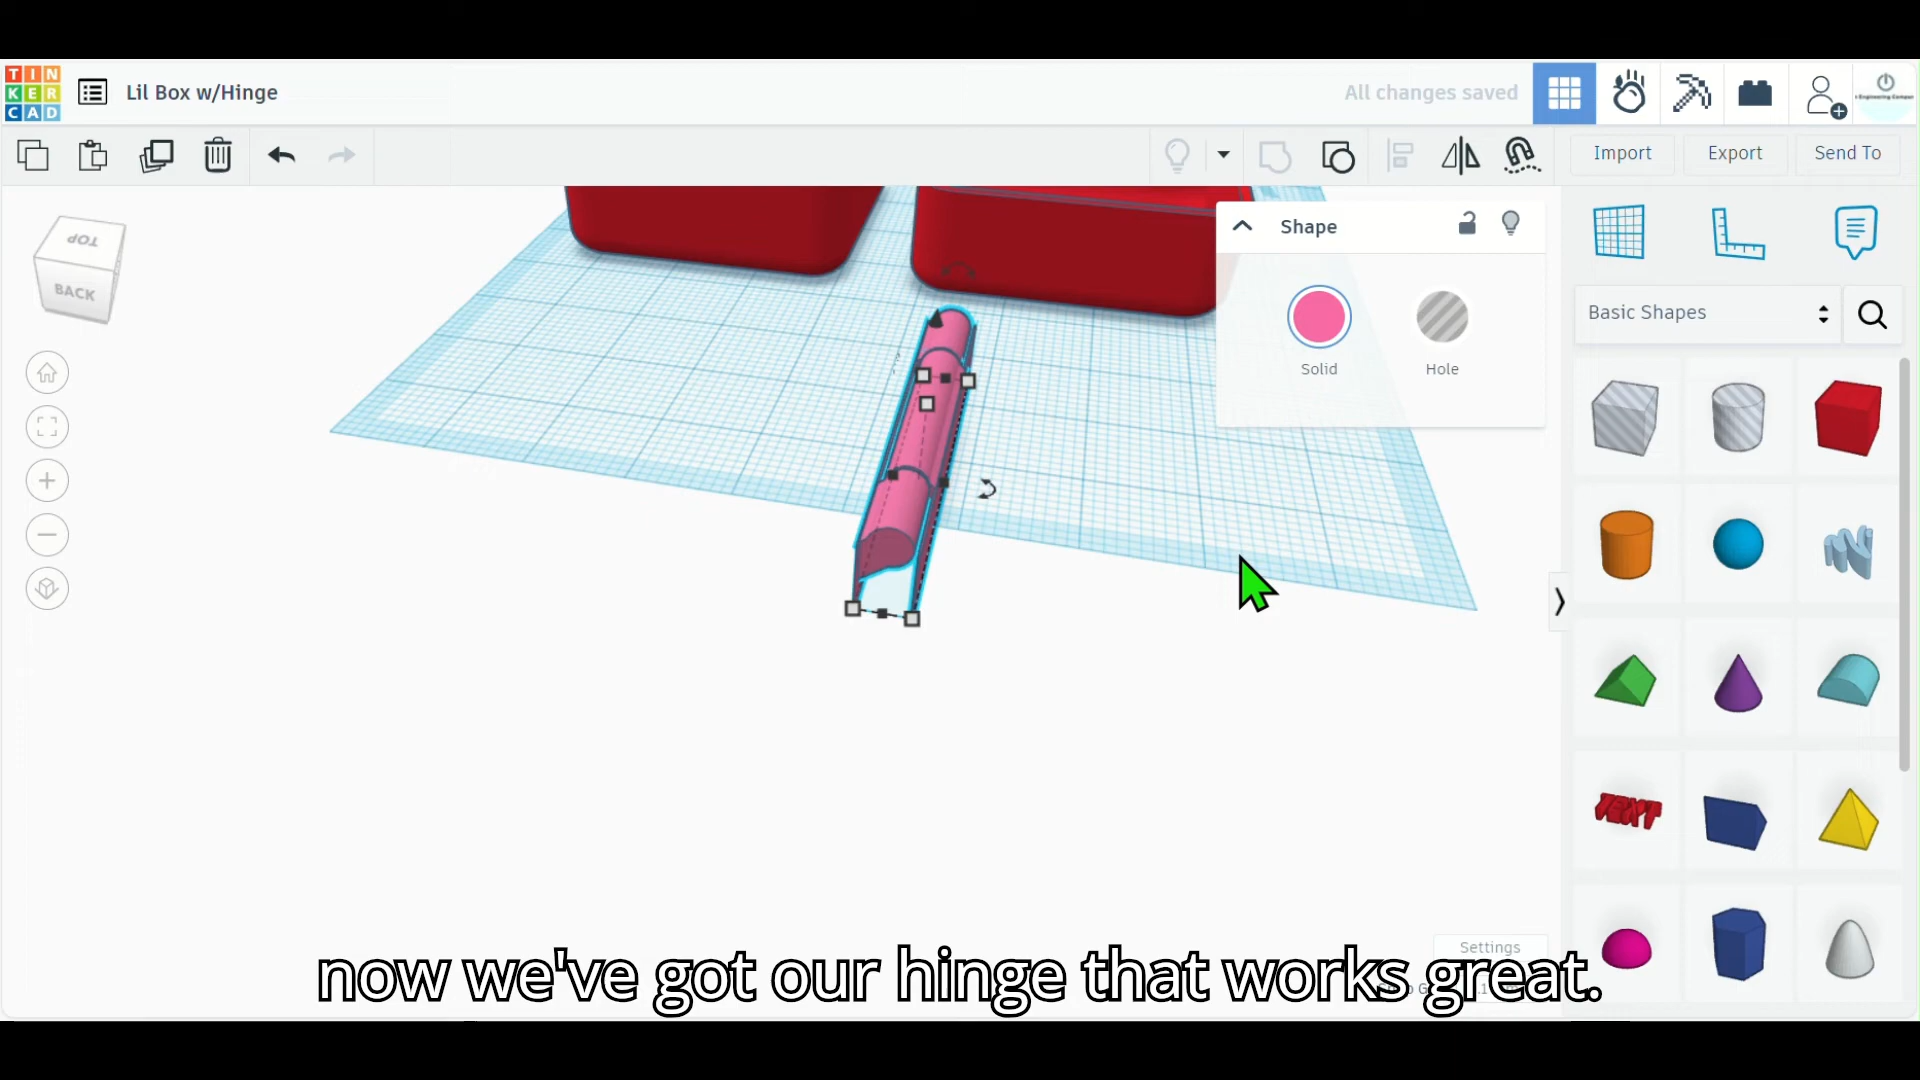 TIN
KER
CAD
Lil Box w/Hinge
All changes saved
Import
Export
Send To
TOP
BACK
Shape
Solid
Hole
Basic Shapes
TEXT
Settings
now we've got our hinge that works great.